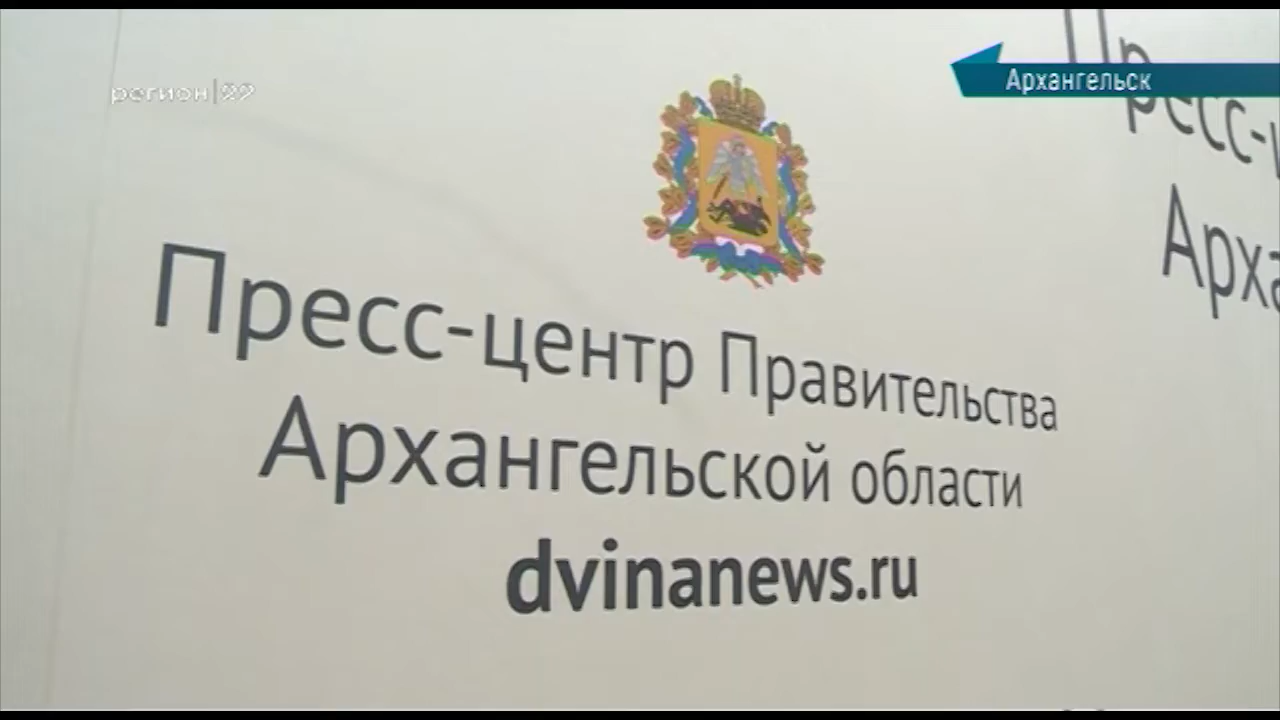 регион|29
Архангельск
Пресс-центр Правительства
Архангельской области
dvinanews.ru